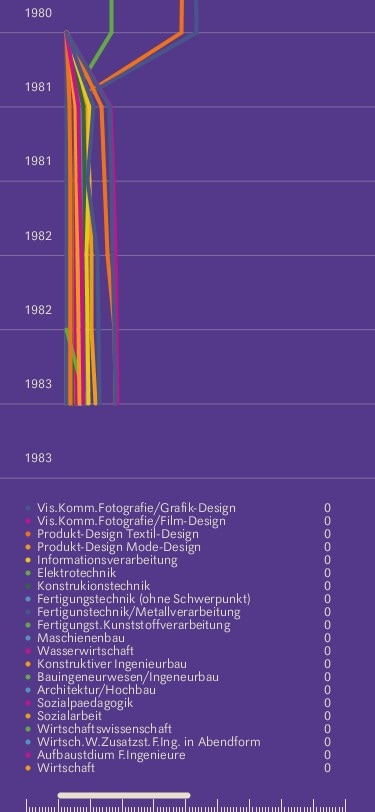 1980
1981
1981
1982
1982
1983
1983
Vis.Komm.Fotografie/Grafik-Design 0
Vis.Komm.Fotografie/Film-Design 0
Produkt-Design Textil-Design 0
Produkt-Design Mode-Design 0
Informationsverarbeitung 0
Elektrotechnik 0
Konstrukionstechnik 0
Fertigungstechnik (ohne Schwerpunkt) 0
Fertigunstechnik/Metallverarbeitung 0
Fertigungst.Kunststoffverarbeitung 0
Maschienenbau 0
Wasserwirtschaft 0
Konstruktiver Ingenieurbau 0
Bauingeneurwesen/Ingeneurbau 0
Architektur/Hochbau 0
Sozialpaedagogik 0
Sozialarbeit 0
Wirtschaftswissenschaft 0
Wirtsch.W.Zusatzst.F.Ing. in Abendform 0
Aufbaustudium F.Ingenieure 0
Wirtschaft 0